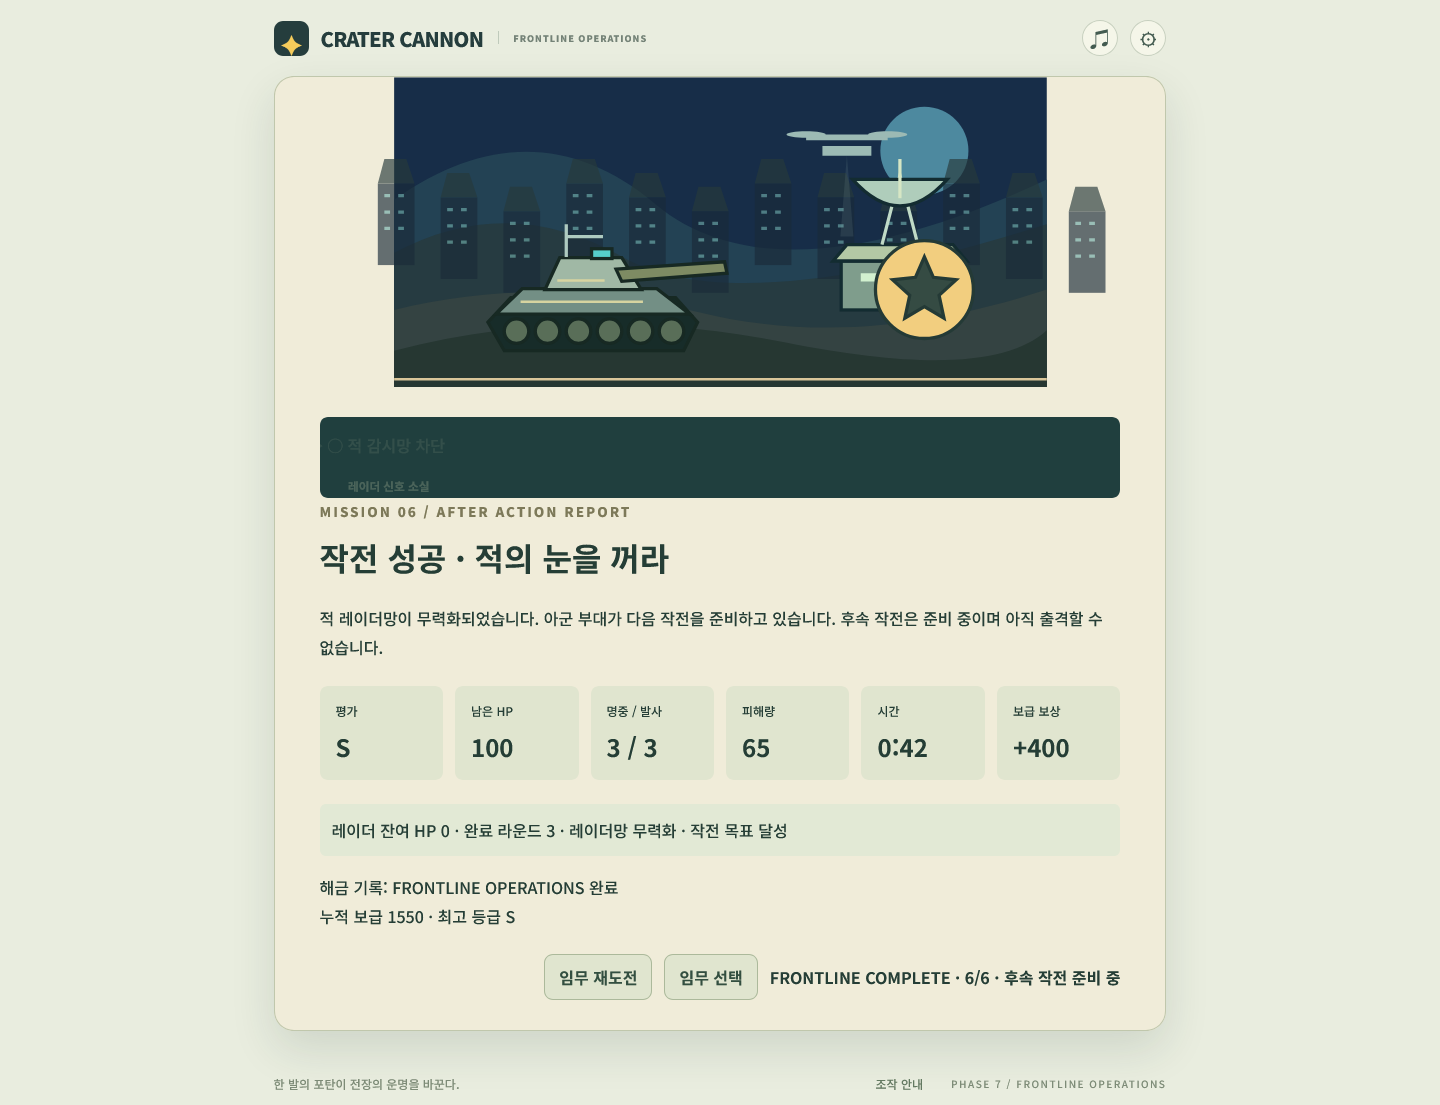 CRATER CANNON
FRONTLINE OPERATIONS
적 감시망 차단
레이더 신호 소실
MISSION 06 / AFTER ACTION REPORT
작전 성공 · 적의 눈을 꺼라
적 레이더망이 무력화되었습니다. 아군 부대가 다음 작전을 준비하고 있습니다. 후속 작전은 준비 중이며 아직 출격할 수
없습니다.
평가
S
남은 HP
100
명중 / 발사
3 / 3
피해량
65
시간
0:42
보급 보상
+400
레이더 잔여 HP 0 · 완료 라운드 3 · 레이더망 무력화 · 작전 목표 달성
해금 기록: FRONTLINE OPERATIONS 완료
누적 보급 1550 · 최고 등급 S
임무 재도전
임무 선택
FRONTLINE COMPLETE · 6/6 · 후속 작전 준비 중
한 발의 포탄이 전장의 운명을 바꾼다.
조작 안내
PHASE 7 / FRONTLINE OPERATIONS